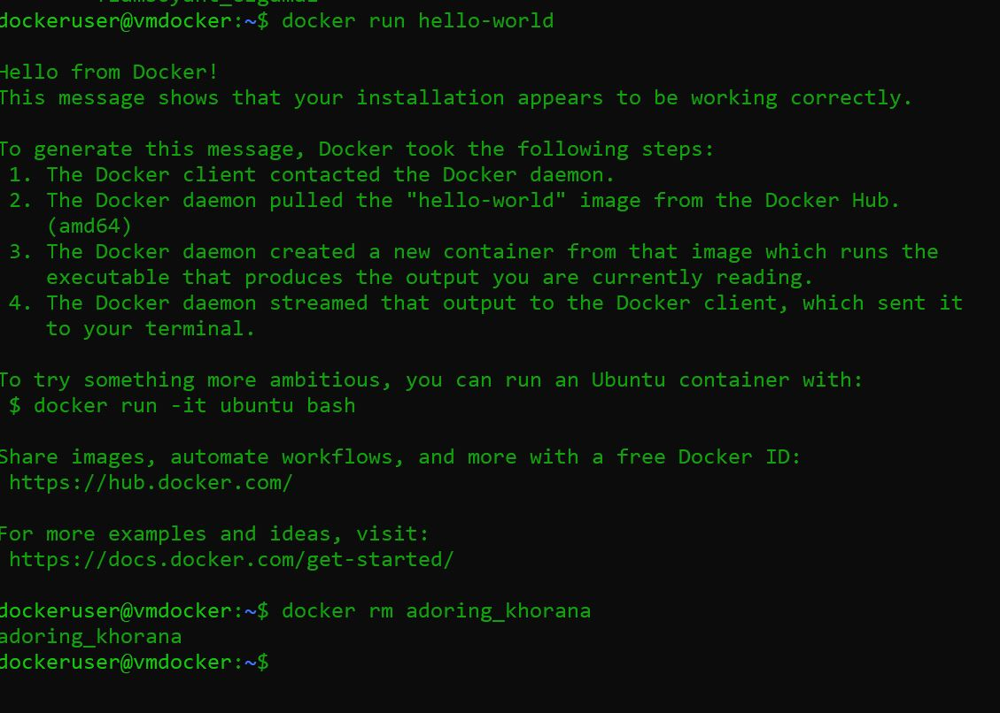 dockeruser@vmdocker:~$ docker run hello-world
Hello from Docker!
This message shows that your installation appears to be working correctly.
To generate this message, Docker took the following steps:
1. The Docker client contacted the Docker daemon.
2. The Docker daemon pulled the "hello-world" image from the Docker Hub.
(amd64)
3. The Docker daemon created a new container from that image which runs the
executable that produces the output you are currently reading.
4. The Docker daemon streamed that output to the Docker client, which sent it
to your terminal.
To try something more ambitious, you can run an Ubuntu container with:
$ docker run -it ubuntu bash
Share images, automate workflows, and more with a free Docker ID:
https://hub.docker.com/
For more examples and ideas, visit:
https://docs.docker.com/get-started/
dockeruser@vmdocker:~$ docker rm adoring_khorana
adoring_khorana
dockeruser@vmdocker:~$